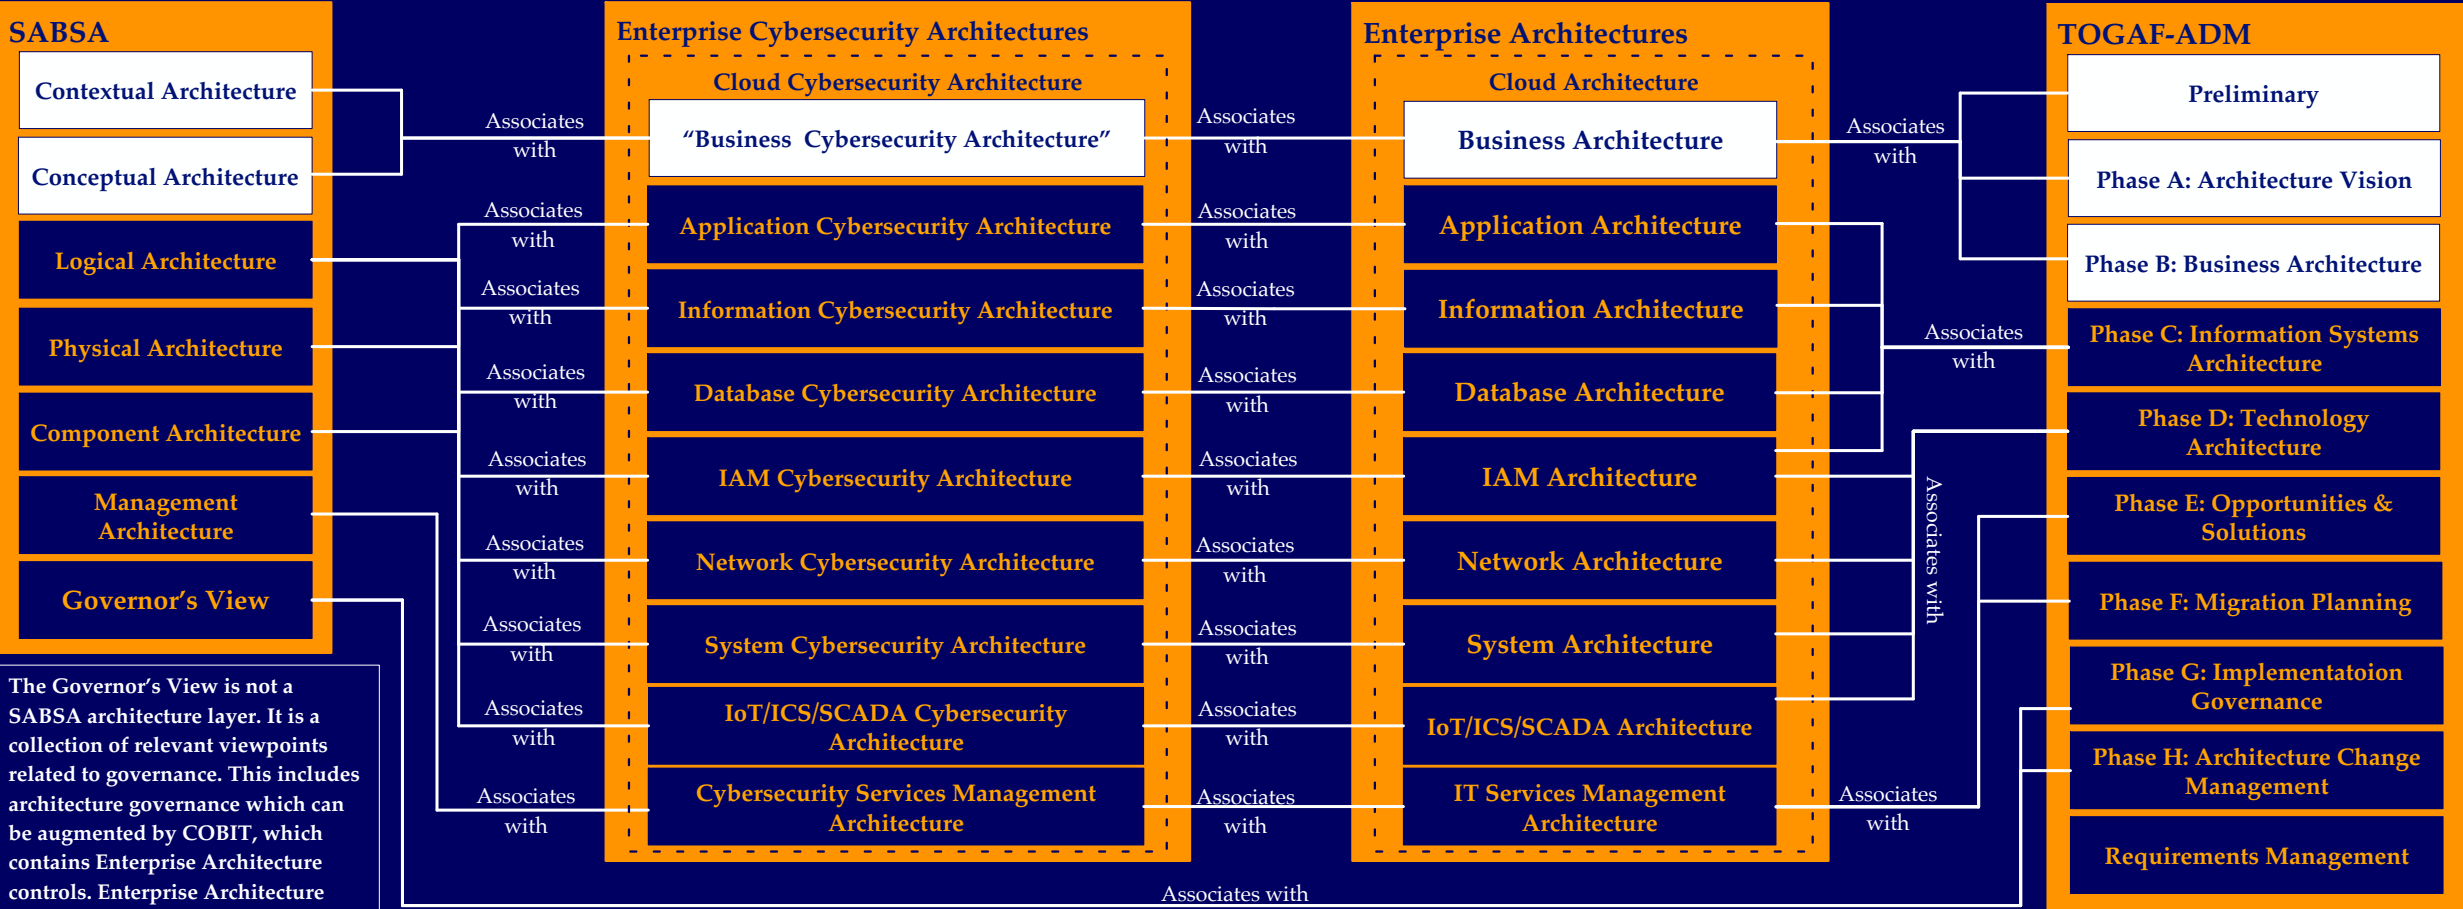 SABSA
Contextual Architecture
Conceptual Architecture
Logical Architecture
Physical Architecture
Component Architecture
Management
Architecture
Governor's View
The Governor's View is not a
SABSA architecture layer. It is a
collection of relevant viewpoints
related to governance. This includes
architecture governance which can
be augmented by COBIT, which
contains Enterprise Architecture
controls. Enterprise Architecture
Associates
with
Associates
with
Associates
with
Associates
with
Associates
with
Associates
with
Associates
with
Associates
with
Associates
with
Enterprise Cybersecurity Architectures
Cloud Cybersecurity Architecture
“Business Cybersecurity Architecture”
Application Cybersecurity Architecture
Information Cybersecurity Architecture
Database Cybersecurity Architecture
IAM Cybersecurity Architecture
Network Cybersecurity Architecture
System Cybersecurity Architecture
IoT/ICS/SCADA Cybersecurity
Architecture
Cybersecurity Services Management
Architecture
Associates
with
Associates
with
Associates
with
Associates
with
Associates
with
Associates
with
Associates
with
Associates
with
Associates
with
Associates with
Enterprise Architectures
Cloud Architecture
Business Architecture
Application Architecture
Information Architecture
Database Architecture
IAM Architecture
Network Architecture
System Architecture
IoT/ICS/SCADA Architecture
IT Services Management
Architecture
Associates
with
Associates
with
Associates with
Associates
with
TOGAF-ADM
Preliminary
Phase A: Architecture Vision
Phase B: Business Architecture
Phase C: Information Systems
Architecture
Phase D: Technology
Architecture
Phase E: Opportunities &
Solutions
Phase F: Migration Planning
Phase G: Implementatoion
Governance
Phase H: Architecture Change
Management
Requirements Management